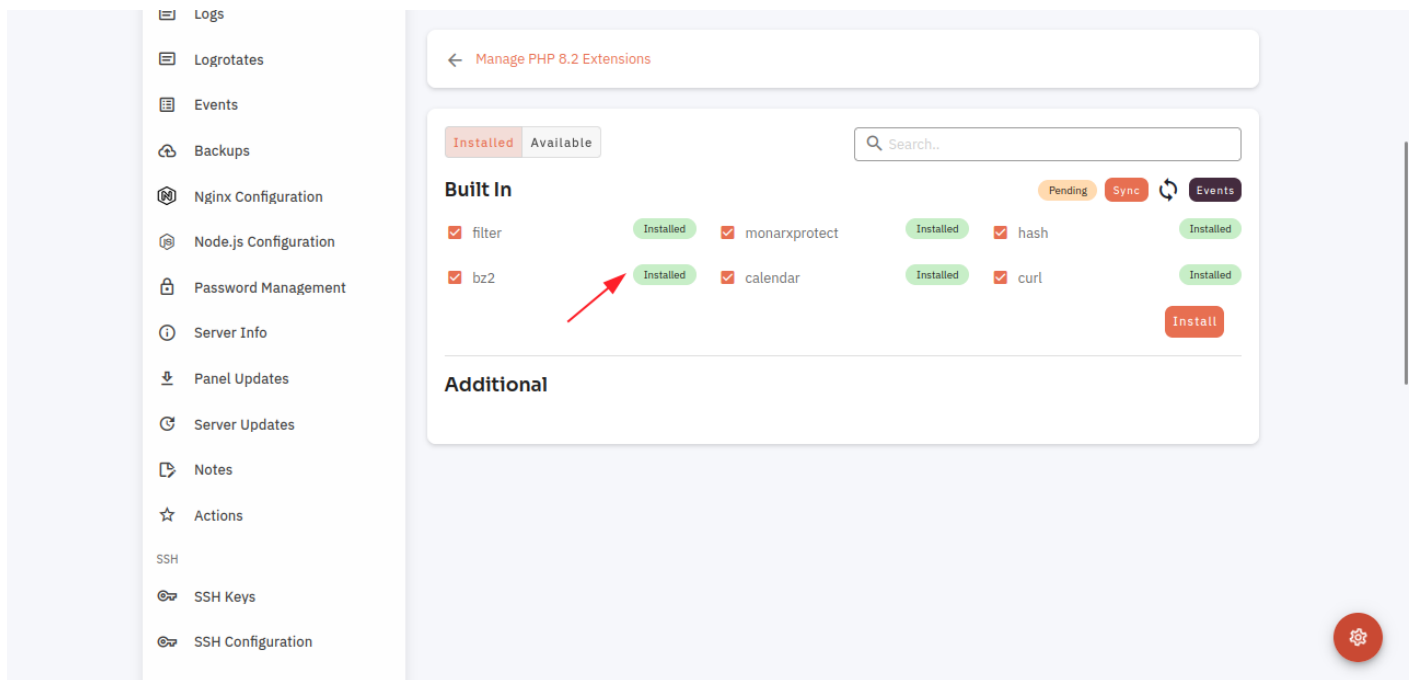 Logs
Logrotates
Events
Backups
Nginx Configuration
Node.js Configuration
Password Management
Server Info
Panel Updates
Server Updates
Notes
Actions
SSH
SSH Keys
SSH Configuration
Manage PHP 8.2 Extensions
Installed Available
Search..
Built In
Pending Sync Events
filter Installed monarxprotect Installed hash Installed
bz2 Installed calendar Installed curl Installed
Install
Additional